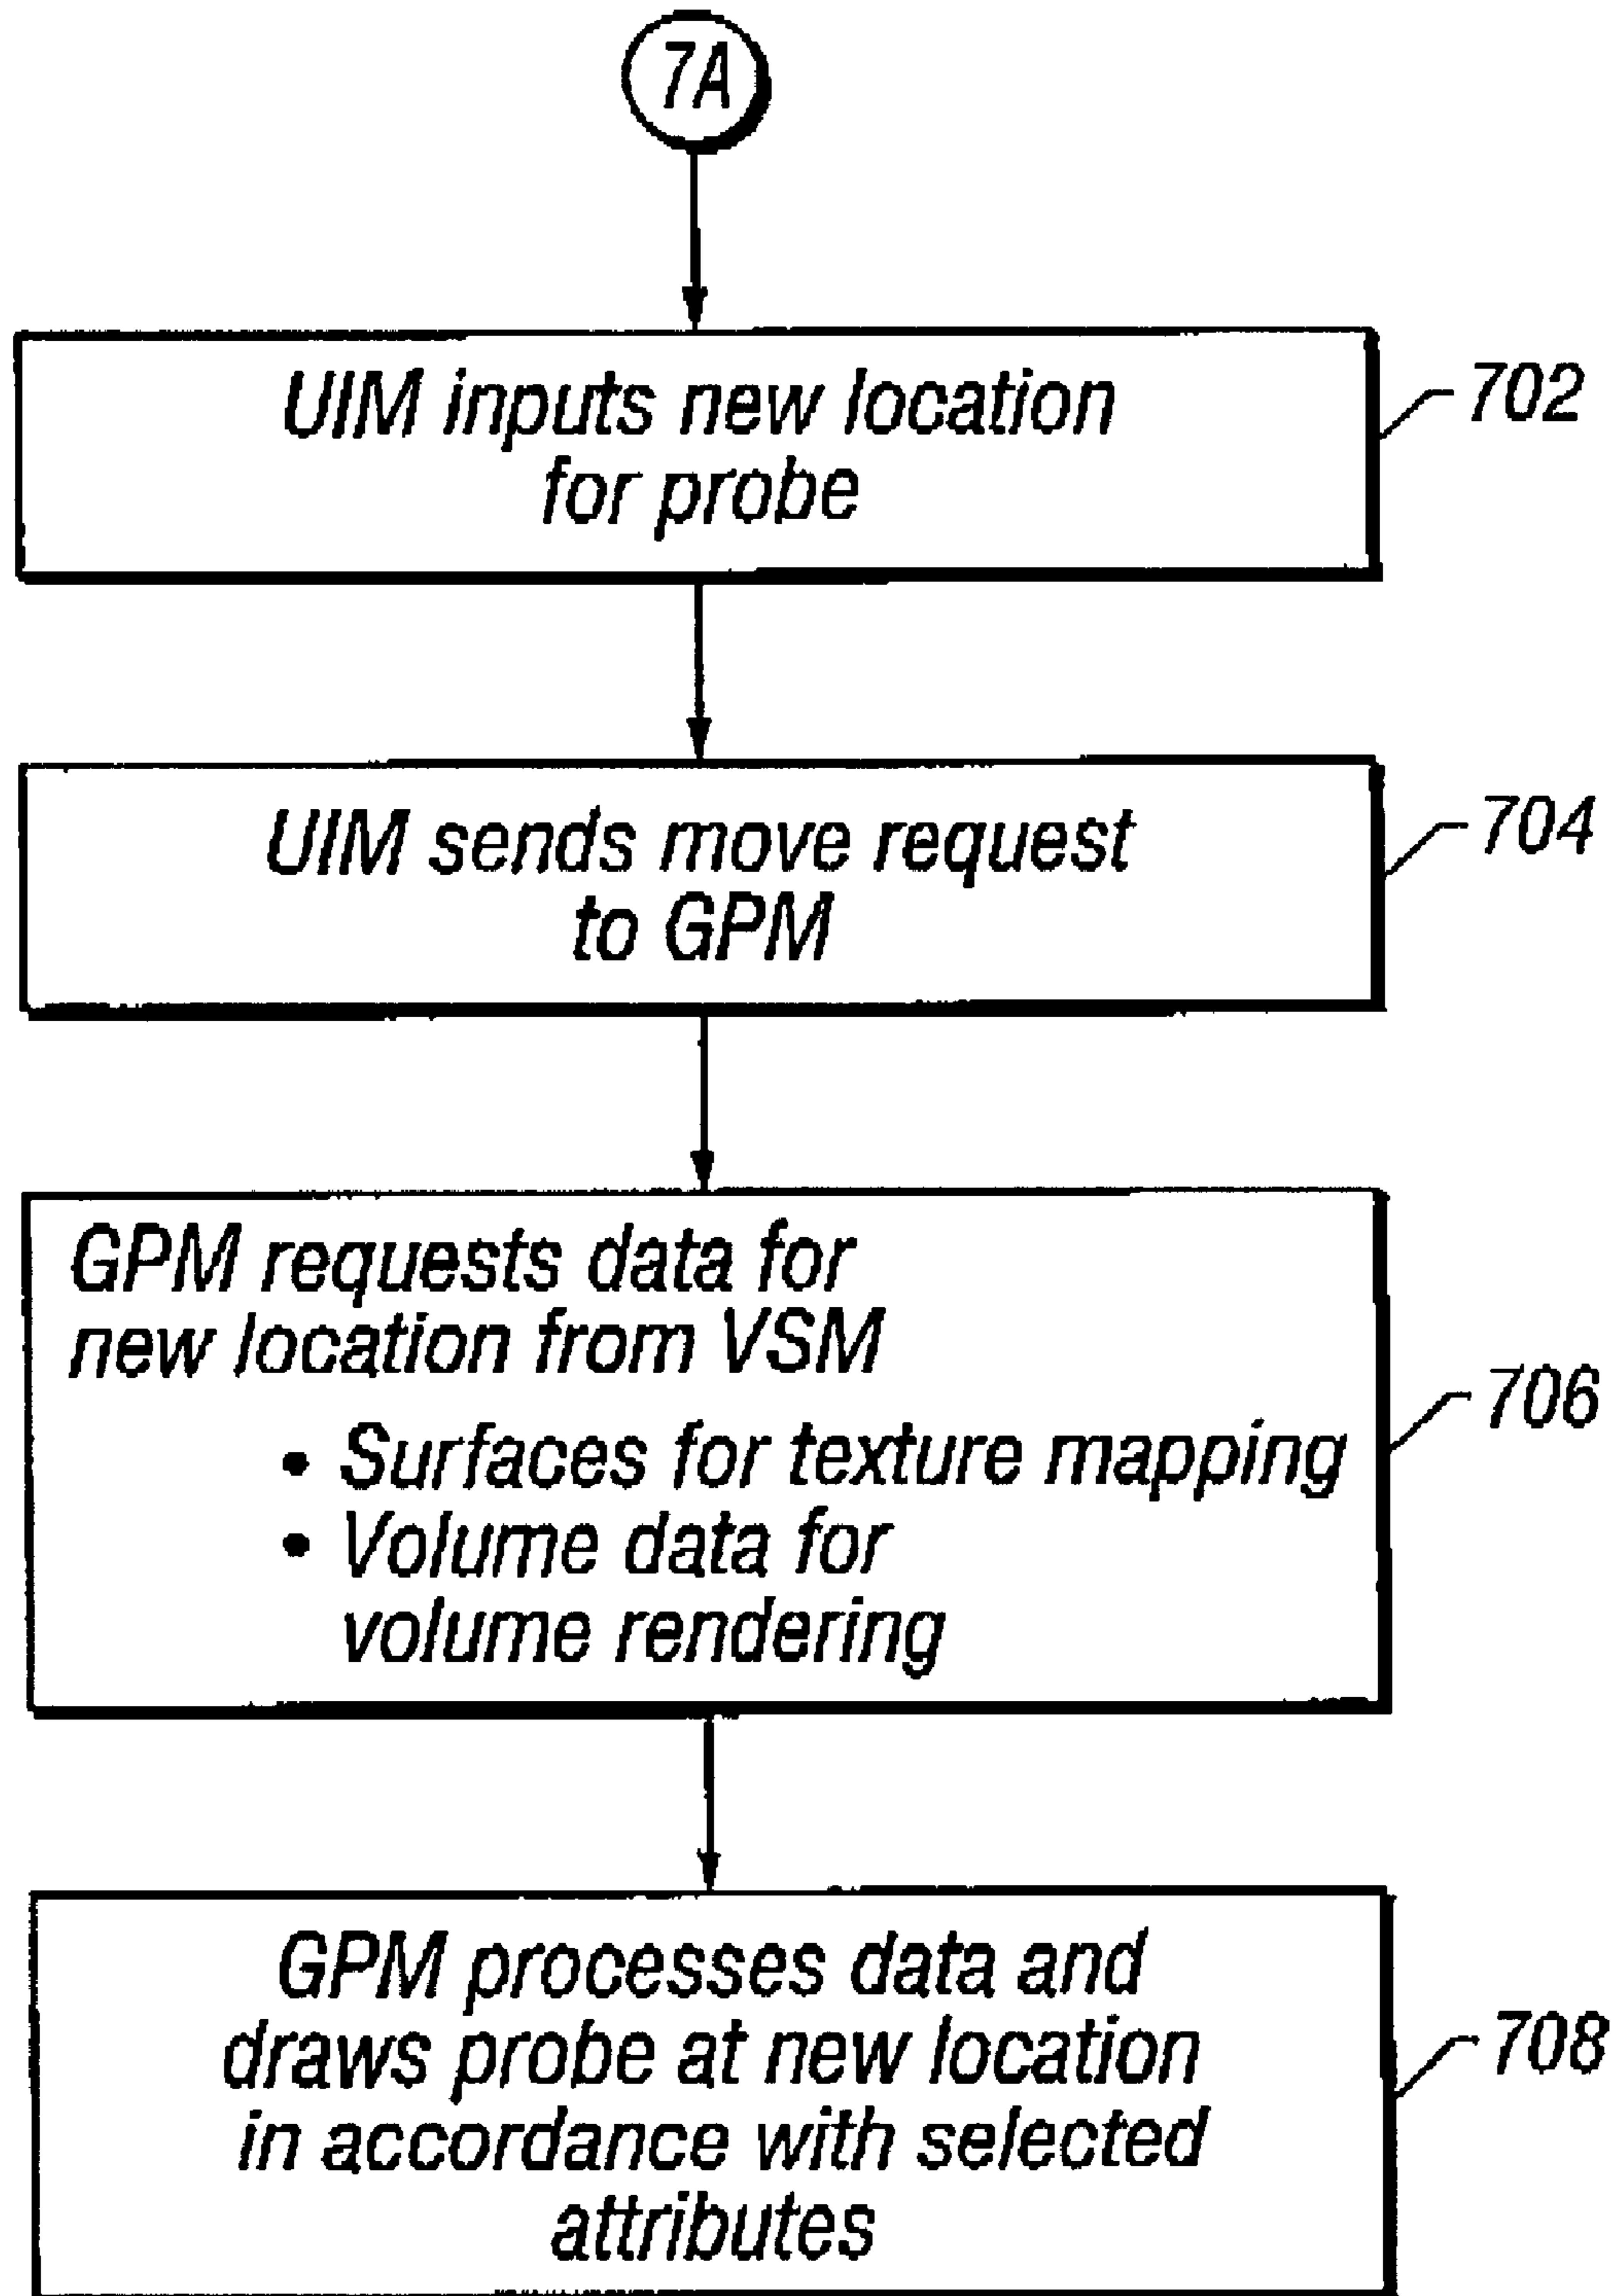 7A
UIM inputs new location
for probe
702
UIM sends move request
to GPM
704
GPM requests data for
new location from VSM
• Surfaces for texture mapping
• Volume data for
volume rendering
706
GPM processes data and
draws probe at new location
in accordance with selected
attributes
708